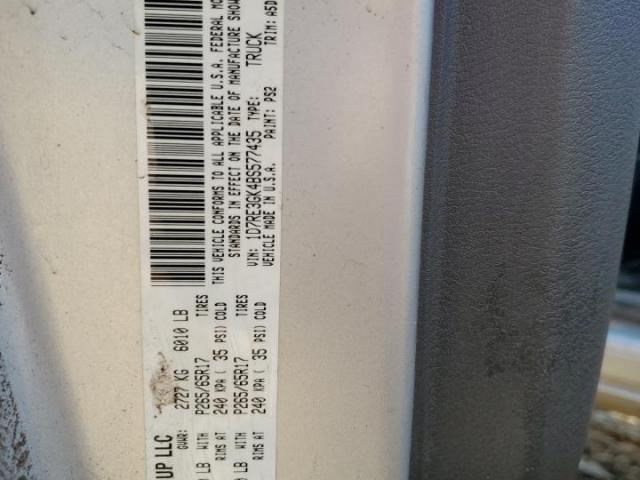 UP LLC
GVWR: 2727 KG 6010 LB
LB WITH P265/65R17 TIRES
RIMS AT 240 KPA ( 35 PSI) COLD
LB WITH P265/65R17 TIRES
RIMS AT 240 KPA ( 35 PSI) COLD
THIS VEHICLE CONFORMS TO ALL APPLICABLE U.S.A. FEDERAL
STANDARDS IN EFFECT ON THE DATE OF MANUFACTURE
VIN: 1D7RE3GK4BS577435 TYPE: TRUCK
VEHICLE MADE IN U.S.A. PAINT: PS2 TRIM: